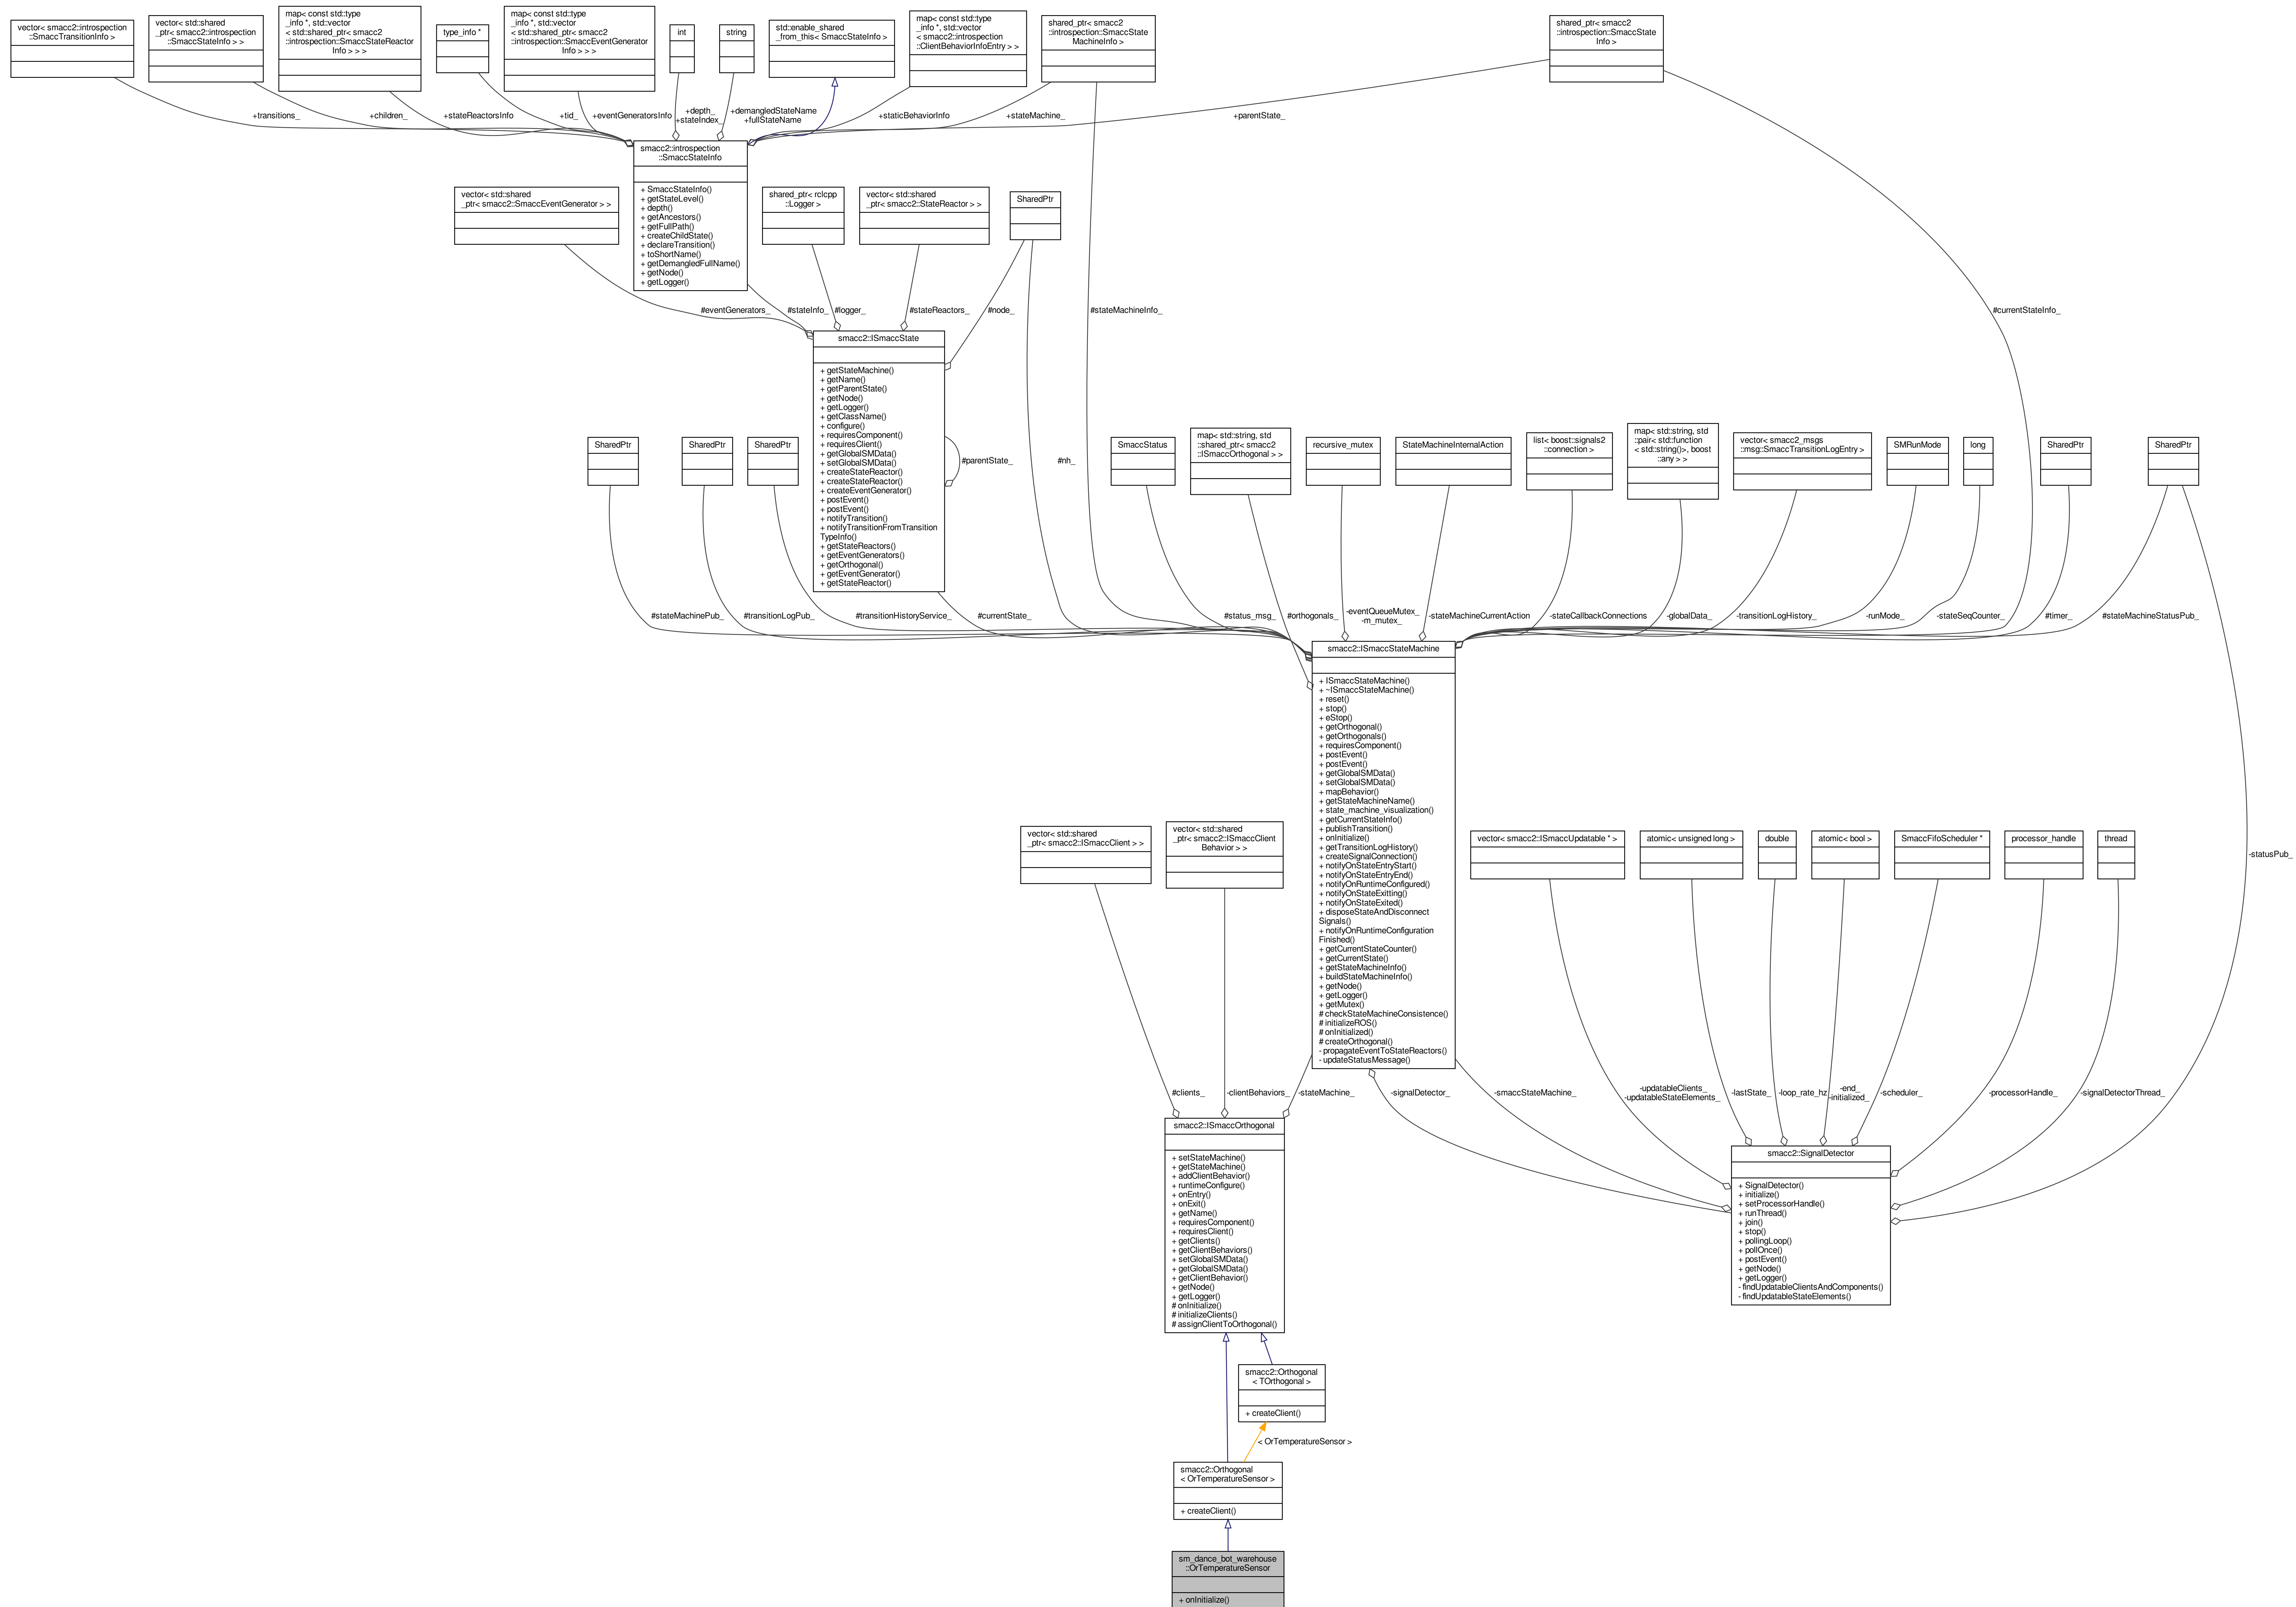 vector< smacc2::introspection
::SmaccTransitionInfo >
vector< std::shared
_ptr< smacc2::introspection
::SmaccStateInfo > >
map< const std::type
_info *, std::vector
< std::shared_ptr< smacc2
::introspection::SmaccStateReactor
Info > > >
type_info *
map< const std::type
_info *, std::vector
< std::shared_ptr< smacc2
::introspection::SmaccEventGenerator
Info > > >
int
string
std::enable_shared
_from_this< SmaccStateInfo >
map< const std::type
_info *, std::vector
< smacc2::introspection
::ClientBehaviorInfoEntry > >
shared_ptr< smacc2
::introspection::SmaccState
MachineInfo >
shared_ptr< smacc2
::introspection::SmaccState
Info >
+transitions_
+children_
+stateReactorsInfo
+tid_
+eventGeneratorsInfo
+depth_
+stateIndex_
+demangledStateName
+fullStateName
+staticBehaviorInfo
+stateMachine_
+parentState_
smacc2::introspection
::SmaccStateInfo
+ SmaccStateInfo()
+ getStateLevel()
+ depth()
+ getAncestors()
+ getFullPath()
+ createChildState()
+ declareTransition()
+ toShortName()
+ getDemangledFullName()
+ getNode()
+ getLogger()
vector< std::shared
_ptr< smacc2::SmaccEventGenerator > >
shared_ptr< rclcpp
::Logger >
vector< std::shared
_ptr< smacc2::StateReactor > >
SharedPtr
#eventGenerators_
#stateInfo_
#logger_
#stateReactors_
#node_
#stateMachineInfo_
#currentStateInfo_
smacc2::ISmaccState
+ getStateMachine()
+ getName()
+ getParentState()
+ getNode()
+ getLogger()
+ getClassName()
+ configure()
+ requiresComponent()
+ requiresClient()
+ getGlobalSMData()
+ setGlobalSMData()
+ createStateReactor()
+ createStateReactor()
+ createEventGenerator()
+ postEvent()
+ postEvent()
+ notifyTransition()
+ notifyTransitionFromTransition
TypeInfo()
+ getStateReactors()
+ getEventGenerators()
+ getOrthogonal()
+ getEventGenerator()
+ getStateReactor()
#parentState_
#nh_
SharedPtr
SharedPtr
SharedPtr
SmaccStatus
map< std::string, std
::shared_ptr< smacc2
::ISmaccOrthogonal > >
recursive_mutex
StateMachineInternalAction
list< boost::signals2
::connection >
map< std::string, std
::pair< std::function
< std::string()>, boost
::any > >
vector< smacc2_msgs
::msg::SmaccTransitionLogEntry >
SMRunMode
long
SharedPtr
SharedPtr
#stateMachinePub_
#transitionLogPub_
#transitionHistoryService_
#currentState_
#status_msg_
#orthogonals_
-eventQueueMutex_
-m_mutex_
-stateMachineCurrentAction
-stateCallbackConnections
-globalData_
-transitionLogHistory_
-runMode_
-stateSeqCounter_
#timer_
#stateMachineStatusPub_
smacc2::ISmaccStateMachine
+ ISmaccStateMachine()
+ ~ISmaccStateMachine()
+ reset()
+ stop()
+ eStop()
+ getOrthogonal()
+ getOrthogonals()
+ requiresComponent()
+ postEvent()
+ postEvent()
+ getGlobalSMData()
+ setGlobalSMData()
+ mapBehavior()
+ getStateMachineName()
+ state_machine_visualization()
+ getCurrentStateInfo()
+ publishTransition()
+ onInitialize()
+ getTransitionLogHistory()
+ createSignalConnection()
+ notifyOnStateEntryStart()
+ notifyOnStateEntryEnd()
+ notifyOnRuntimeConfigured()
+ notifyOnStateExitting()
+ notifyOnStateExited()
+ disposeStateAndDisconnect
Signals()
+ notifyOnRuntimeConfiguration
Finished()
+ getCurrentStateCounter()
+ getCurrentState()
+ getStateMachineInfo()
+ buildStateMachineInfo()
+ getNode()
+ getLogger()
+ getMutex()
# checkStateMachineConsistence()
# initializeROS()
# onInitialized()
# createOrthogonal()
- propagateEventToStateReactors()
- updateStatusMessage()
vector< std::shared
_ptr< smacc2::ISmaccClient > >
vector< std::shared
_ptr< smacc2::ISmaccClient
Behavior > >
vector< smacc2::ISmaccUpdatable * >
atomic< unsigned long >
double
atomic< bool >
SmaccFifoScheduler *
processor_handle
thread
-statusPub_
#clients_
-clientBehaviors_
-stateMachine_
-signalDetector_
-smaccStateMachine_
-updatableClients_
-updatableStateElements_
-lastState_
-loop_rate_hz
-end_
-initialized_
-scheduler_
-processorHandle_
-signalDetectorThread_
smacc2::ISmaccOrthogonal
+ setStateMachine()
+ getStateMachine()
+ addClientBehavior()
+ runtimeConfigure()
+ onEntry()
+ onExit()
+ getName()
+ requiresComponent()
+ requiresClient()
+ getClients()
+ getClientBehaviors()
+ setGlobalSMData()
+ getGlobalSMData()
+ getClientBehavior()
+ getNode()
+ getLogger()
# onInitialize()
# initializeClients()
# assignClientToOrthogonal()
smacc2::SignalDetector
+ SignalDetector()
+ initialize()
+ setProcessorHandle()
+ runThread()
+ join()
+ stop()
+ pollingLoop()
+ pollOnce()
+ postEvent()
+ getNode()
+ getLogger()
- findUpdatableClientsAndComponents()
- findUpdatableStateElements()
smacc2::Orthogonal
< TOrthogonal >
+ createClient()
< OrTemperatureSensor >
smacc2::Orthogonal
< OrTemperatureSensor >
+ createClient()
sm_dance_bot_warehouse
::OrTemperatureSensor
+ onInitialize()